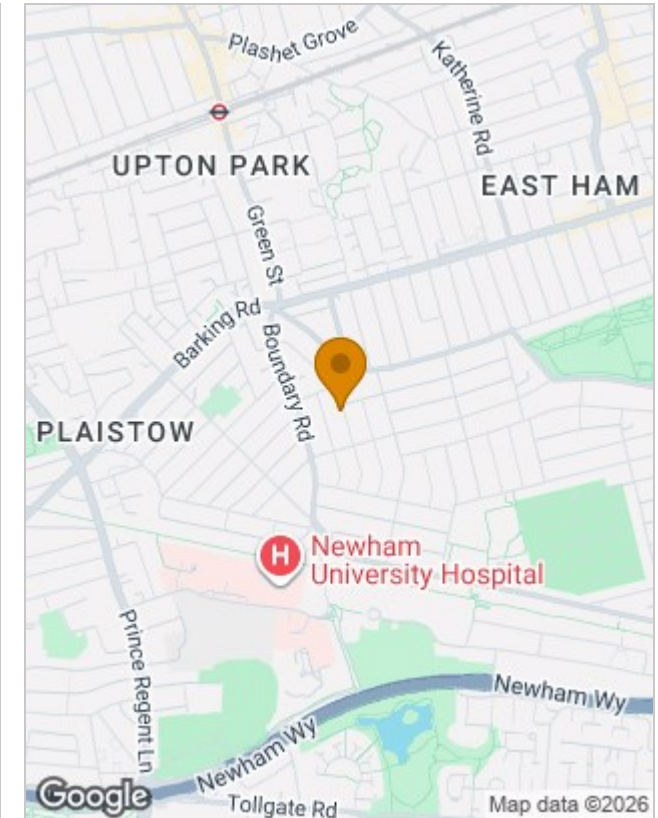 Plashet Grove
Katherine Rd
UPTON PARK
EAST HAM
Green St
Barking Rd
Boundary Rd
PLAISTOW
H
Newham
University Hospital
Prince Regent Ln
Newham Wy
Newham Wy
Google
Tollgate Rd
Map data ©2026